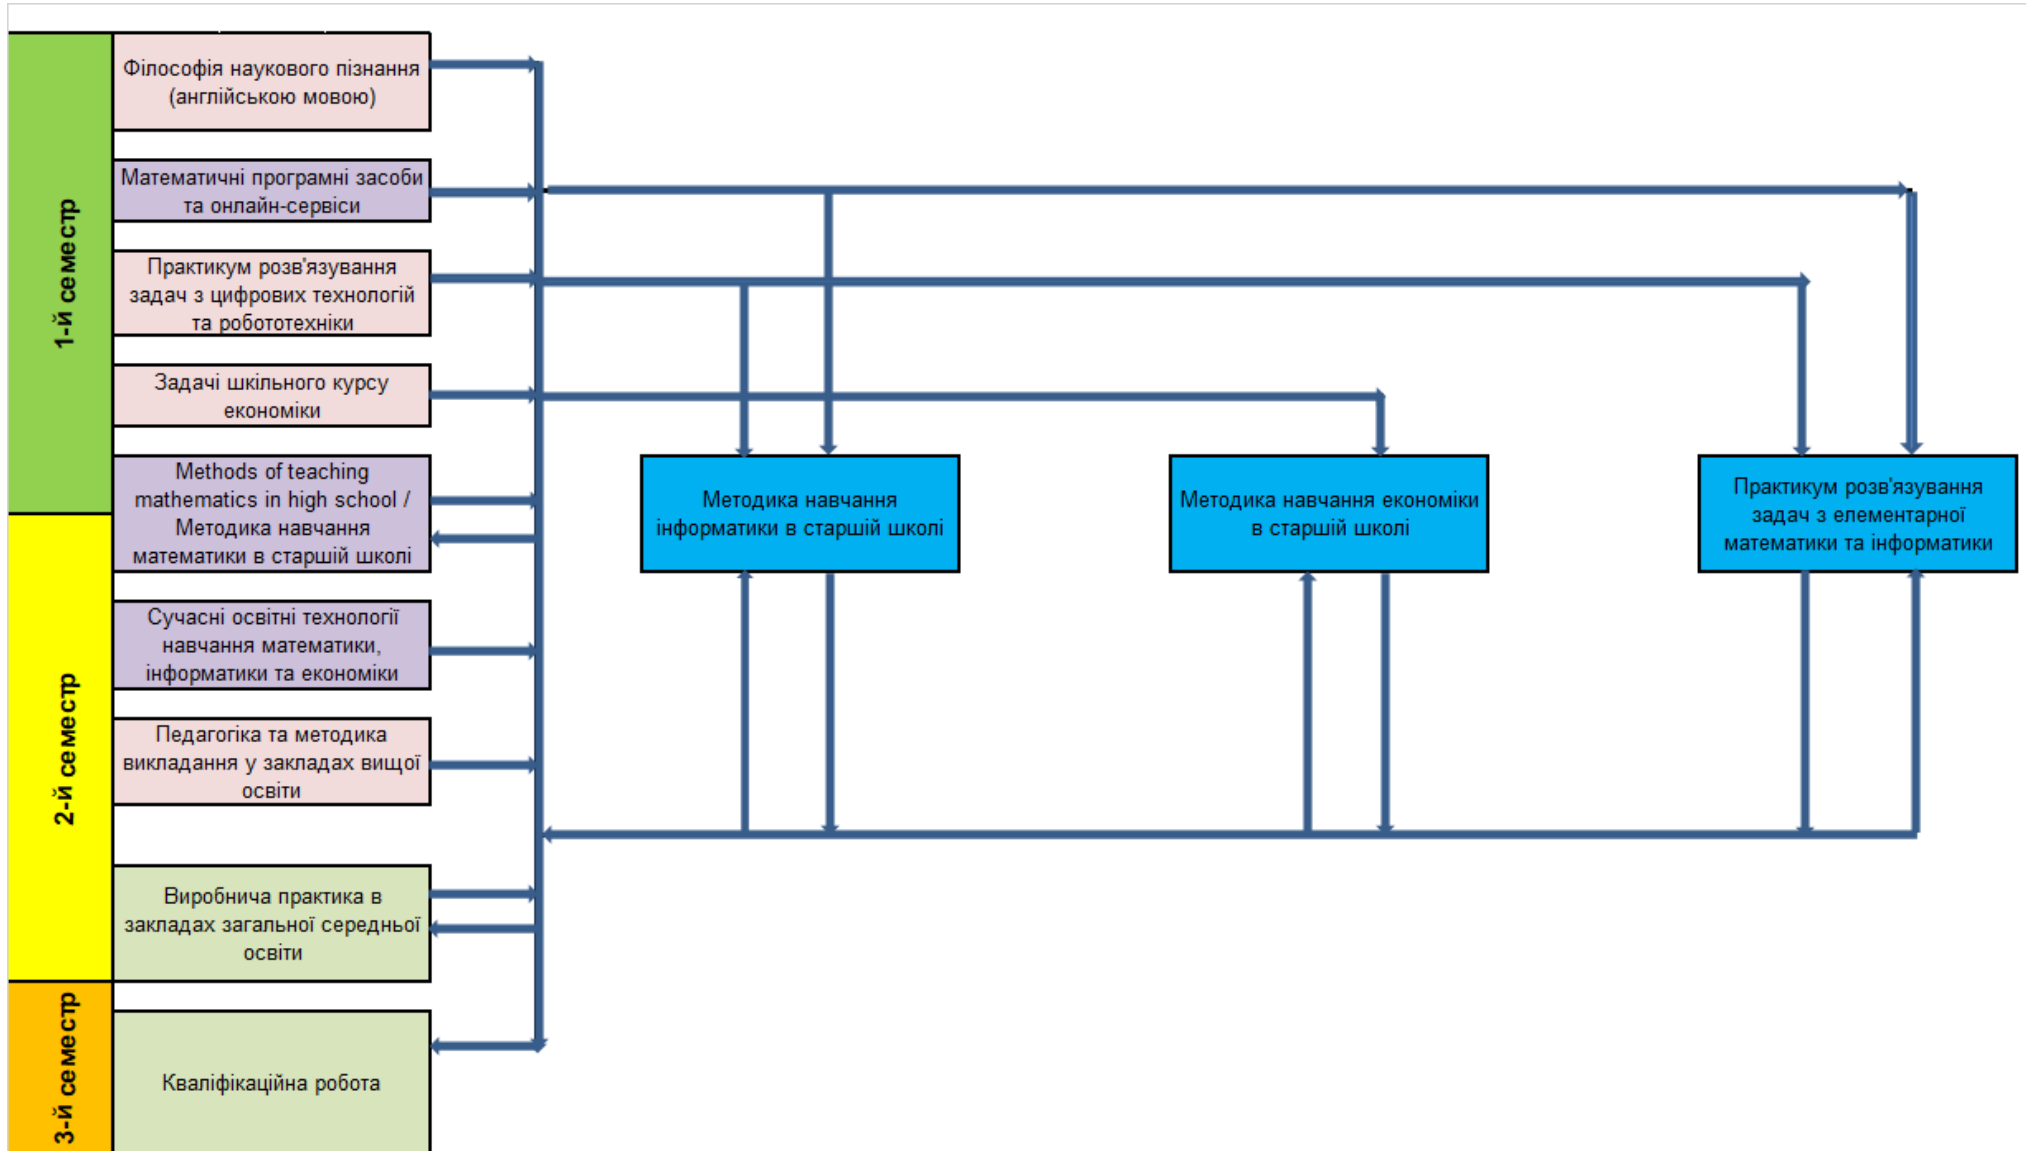 1-й семестр
Філософія наукового пізнання
(англійською мовою)
Математичні програмні засоби
та онлайн-сервіси
Практикум розв'язування
задач з цифрових технологій
та робототехніки
Задачі шкільного курсу
економіки
Methods of teaching
mathematics in high school /
Методика навчання
математики в старшій школі
Методика навчання
інформатики в старшій школі
Методика навчання економіки
в старшій школі
Практикум розв'язування
задач з елементарної
математики та інформатики
2-й семестр
Сучасні освітні технології
навчання математики,
інформатики та економіки
Педагогіка та методика
викладання у закладах вищої
освіти
Виробнича практика в
закладах загальної середньої
освіти
3-й семестр
Кваліфікаційна робота